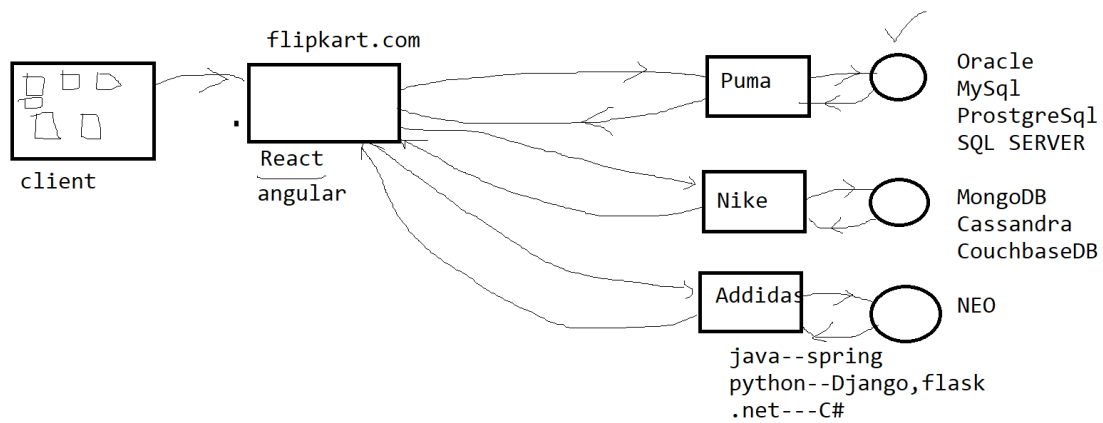 flipkart.com
client
React
angular
Puma
Oracle
MySql
ProstgreSql
SQL SERVER
Nike
MongoDB
Cassandra
CouchbaseDB
Addidas
NEO
java--spring
python--Django,flask
.net---C#